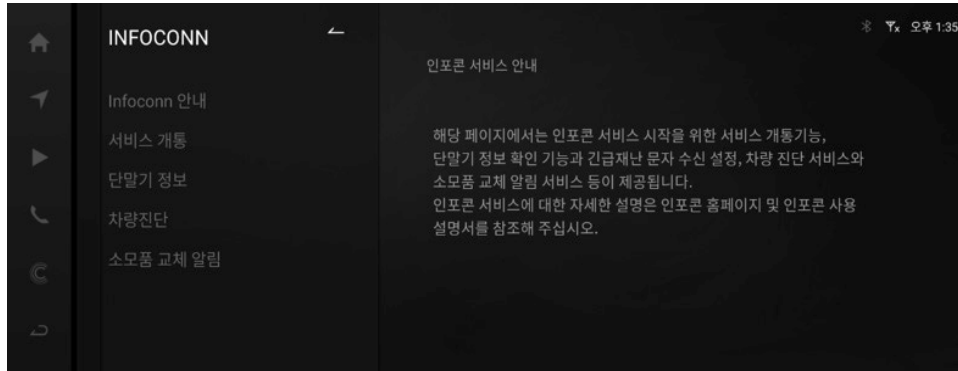 INFOCONN
오후 1:35
인포콘 서비스 안내
Infoconn 안내
서비스 개통
단말기 정보
차량진단
소모품 교체 알림
해당 페이지에서는 인포콘 서비스 시작을 위한 서비스 개통기능,
단말기 정보 확인 기능과 긴급재난 문자 수신 설정, 차량 진단 서비스와
소모품 교체 알림 서비스 등이 제공됩니다.
인포콘 서비스에 대한 자세한 설명은 인포콘 홈페이지 및 인포콘 사용
설명서를 참조해 주십시오.